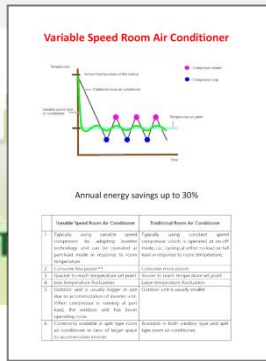 Variable Speed Room Air Conditioner
Temperature
Compressor restart
Compressor stop
Traditional room air conditioner
Variable speed room
air conditioner
Temperature set point
Time
Annual energy savings up to 30%
Variable Speed Room Air Conditioner
Traditional Room Air Conditioner
1
Typically using variable speed
compressor by adopting inverter
technology and can be operated at
part-load mode in response to room
temperature.
Typically using constant speed
compressor which is operated at on-off
mode, i.e., cycling at either no load or full
load in response to room temperature.
2
Consume less power**
Consume more power
3
Quicker to reach temperature set-point
Slower to reach temperature set-point
4
Less temperature fluctuation
Large temperature fluctuation
5
Outdoor unit is usually bigger in size
due to accommodation of inverter unit.
When compressor is running at part
load, the outdoor unit has lower
operating noise.
Outdoor unit is usually smaller
6
Commonly available in split type room
air conditioner in view of larger space
to accommodate inverter.
Available in both window type and split
type room air conditioner.